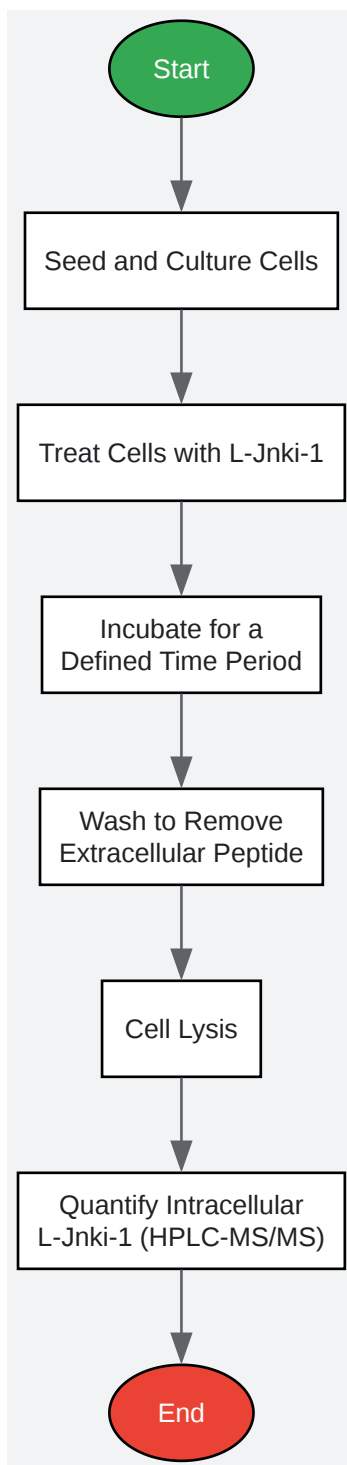 Start
Seed and Culture Cells
Treat Cells with L-Jnki-1
Incubate for a
Defined Time Period
Wash to Remove
Extracellular Peptide
Cell Lysis
Quantify Intracellular
L-Jnki-1 (HPLC-MS/MS)
End